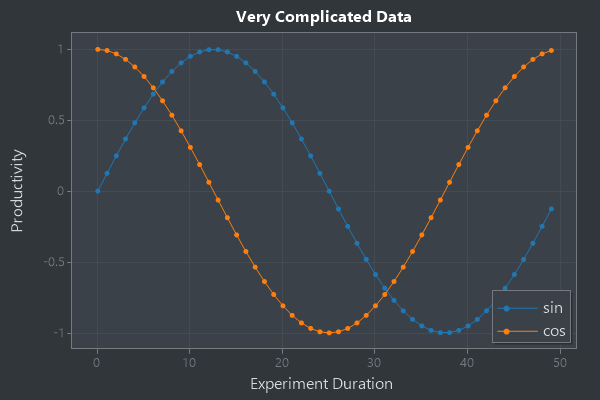 Very Complicated Data
Productivity
1
0.5
0
-0.5
-1
0
10
20
30
40
50
Experiment Duration
sin
cos